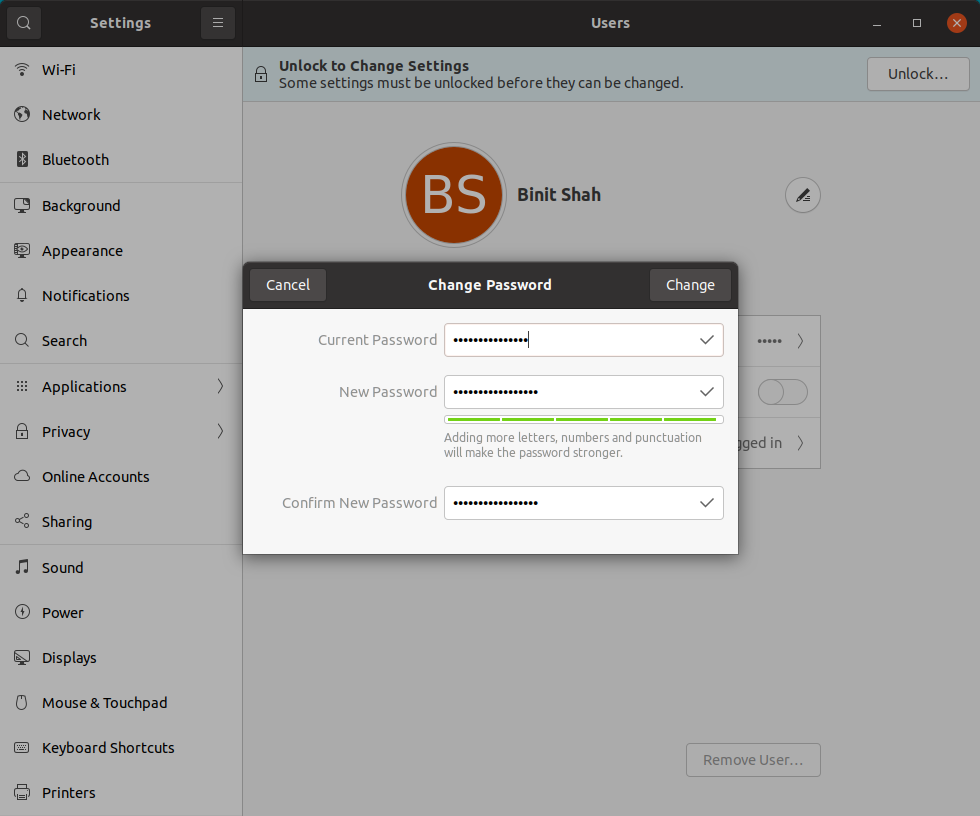 Settings
Users
Wi-Fi
Network
Bluetooth
Background
Appearance
Notifications
Search
Applications
Privacy
Online Accounts
Sharing
Sound
Power
Displays
Mouse & Touchpad
Keyboard Shortcuts
Printers
Unlock to Change Settings
Some settings must be unlocked before they can be changed.
Unlock…
BS
Binit Shah
Cancel
Change Password
Change
Current Password
•••••••••••••••
New Password
•••••••••••••••••
Adding more letters, numbers and punctuation
will make the password stronger.
Confirm New Password
•••••••••••••••••
•••••
gged in
Remove User…